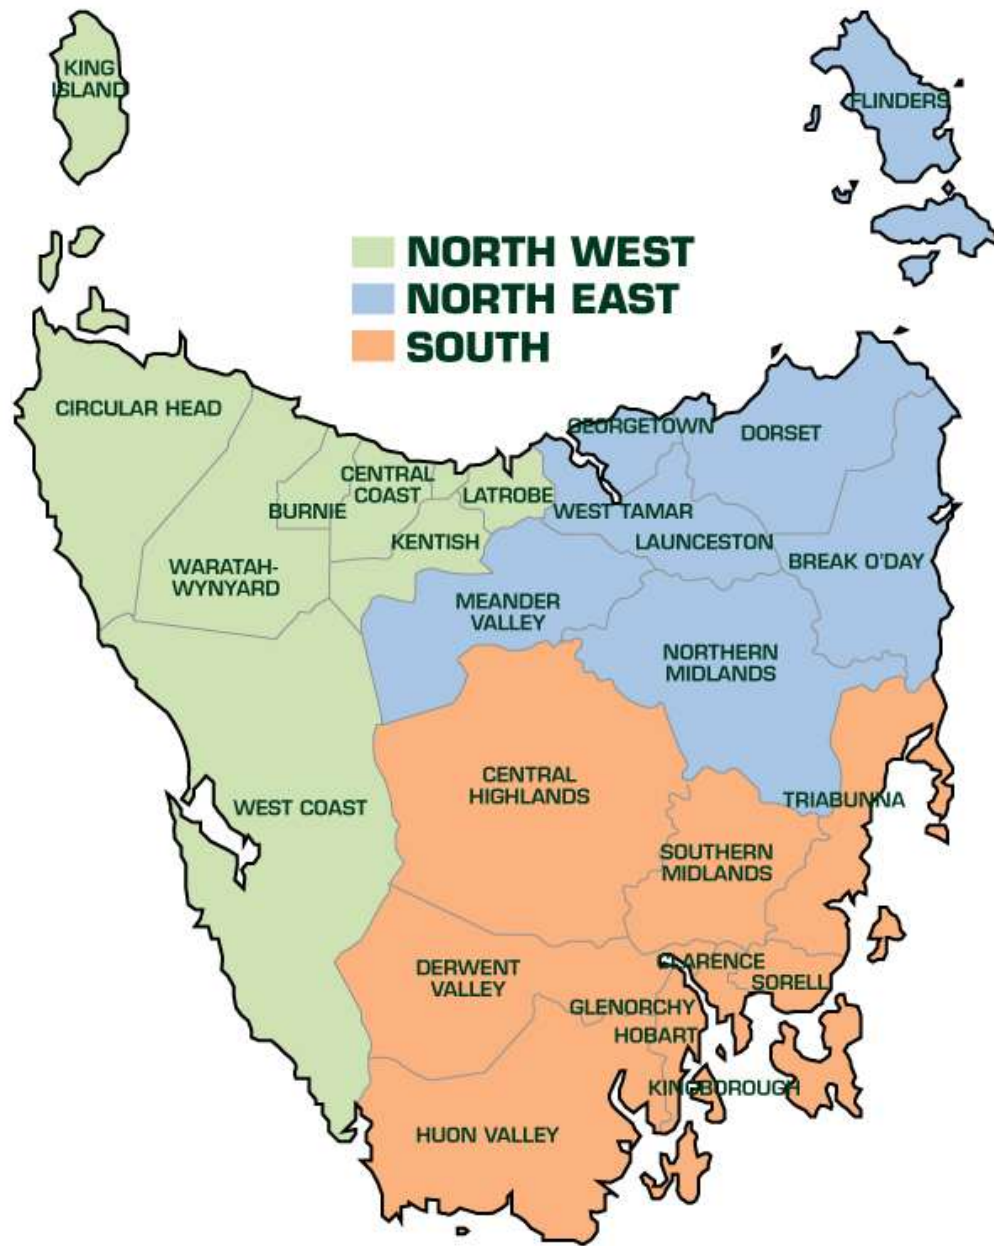 KING
ISLAND
FLINDERS
NORTH WEST
NORTH EAST
SOUTH
CIRCULAR HEAD
GEORGETOWN
DORSET
CENTRAL
COAST
LATROBE
BURNIE
WEST TAMAR
KENTISH
LAUNCESTON
BREAK O'DAY
WARATAH-
WYNYARD
MEANDER
VALLEY
NORTHERN
MIDLANDS
CENTRAL
HIGHLANDS
WEST COAST
TRIABUNNA
SOUTHERN
MIDLANDS
CLARENCE
SORELL
DERWENT
VALLEY
GLENORCHY
HOBART
KINGBOROUGH
HUON VALLEY